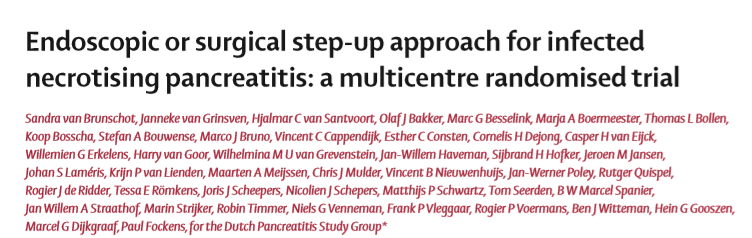 Endoscopic or surgical step-up approach for infected
necrotising pancreatitis: a multicentre randomised trial
Sandra van Brunschot, Janneke van Grinsven, Hjalmar C van Santvoort, Olaf J Bakker, Marc G Besselink, Marja A Boermeester, Thomas L Bollen,
Koop Bosscha, Stefan A Bouwense, Marco J Bruno, Vincent C Cappendijk, Esther C Consten, Cornelis H Dejong, Casper H van Eijck,
Willemien G Erkelens, Harry van Goor, Wilhelmina M U van Grevenstein, Jan-Willem Haveman, Sijbrand H Hofker, Jeroen M Jansen,
Johan S Laméris, Krijn P van Lienden, Maarten A Meijssen, Chris J Mulder, Vincent B Nieuwenhuijs, Jan-Werner Poley, Rutger Quispel,
Rogier J de Ridder, Tessa E Römkens, Joris J Scheepers, Nicolien J Schepers, Matthijs P Schwartz, Tom Seerden, B W Marcel Spanier,
Jan Willem A Straathof, Marin Strijker, Robin Timmer, Niels G Venneman, Frank P Vleggaar, Rogier P Voermans, Ben J Witteman, Hein G Gooszen,
Marcel G Dijkgraaf, Paul Fockens, for the Dutch Pancreatitis Study Group*